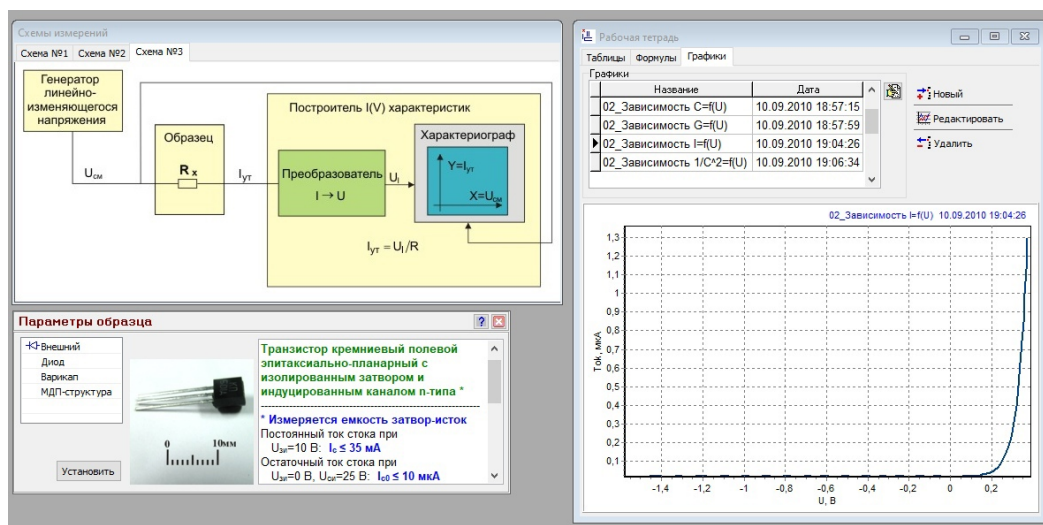 Схемы измерений
Схема №1 Схема №2 Схема №3
Генератор
линейно-
изменяющегося
напряжения
Uсм
Образец
R x
Iут
Построитель I(V) характеристик
Преобразователь
I → U
UI
Характериограф
Y=Iут
X=Uсм
Iут = UI/R
Параметры образца
Внешний
Диод
Варикап
МДП-структура
Установить
0 10мм
Транзистор кремниевый полевой
эпитаксиально-планарный с
изолированным затвором и
индуцированным каналом n-типа *
* Измеряется емкость затвор-исток
Постоянный ток стока при
Uзи=10 В: Iс ≤ 35 мА
Остаточный ток стока при
Uзи=0 В, Uси=25 В: Iс0 ≤ 10 мкА
Рабочая тетрадь
Таблицы Формулы Графики
Графики
Название Дата
02_Зависимость C=f(U) 10.09.2010 18:57:15
02_Зависимость G=f(U) 10.09.2010 18:57:59
02_Зависимость I=f(U) 10.09.2010 19:04:26
02_Зависимость 1/C^2=f(U) 10.09.2010 19:06:34
Новый
Редактировать
Удалить
02_Зависимость I=f(U) 10.09.2010 19:04:26
1,3
1,2
1,1
1
0,9
0,8
0,7
0,6
0,5
0,4
0,3
0,2
0,1
Ток, мкА
-1,4 -1,2 -1 -0,8 -0,6 -0,4 -0,2 0 0,2
U, В